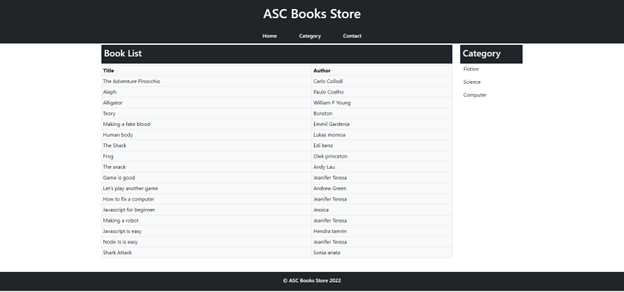 ASC Books Store
Home Category Contact
Book List
Title Author
The Adventure Pinocchio Carlo Collodi
Aleph Paulo Coelho
Alligator William P Young
Teory Bonston
Making a fake blood Emmil Gardenia
Human body Lukas momoa
The Shack Edi benz
Frog Olek princeton
The snack Andy Lau
Game is good Jeanifer Teresa
Let's play another game Andrew Green
How to fix a computer Jeanifer Teresa
Javascript for beginner Jessica
Making a robot Jeanifer Teresa
Javascript is easy Hendra tamrin
Node Js is easy Jeanifer Teresa
Shark Attack Sonia anata
Category
Fiction
Science
Computer
© ASC Books Store 2022